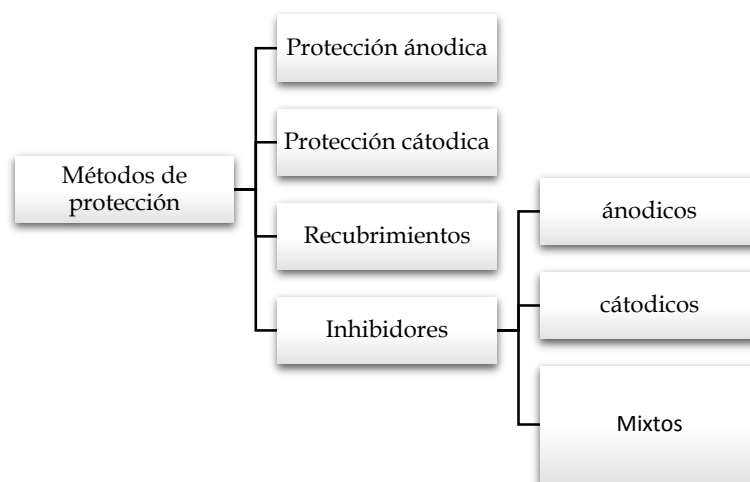 Métodos de
protección
Protección ánodica
Protección cátodica
Recubrimientos
Inhibidores
ánodicos
cátodicos
Mixtos